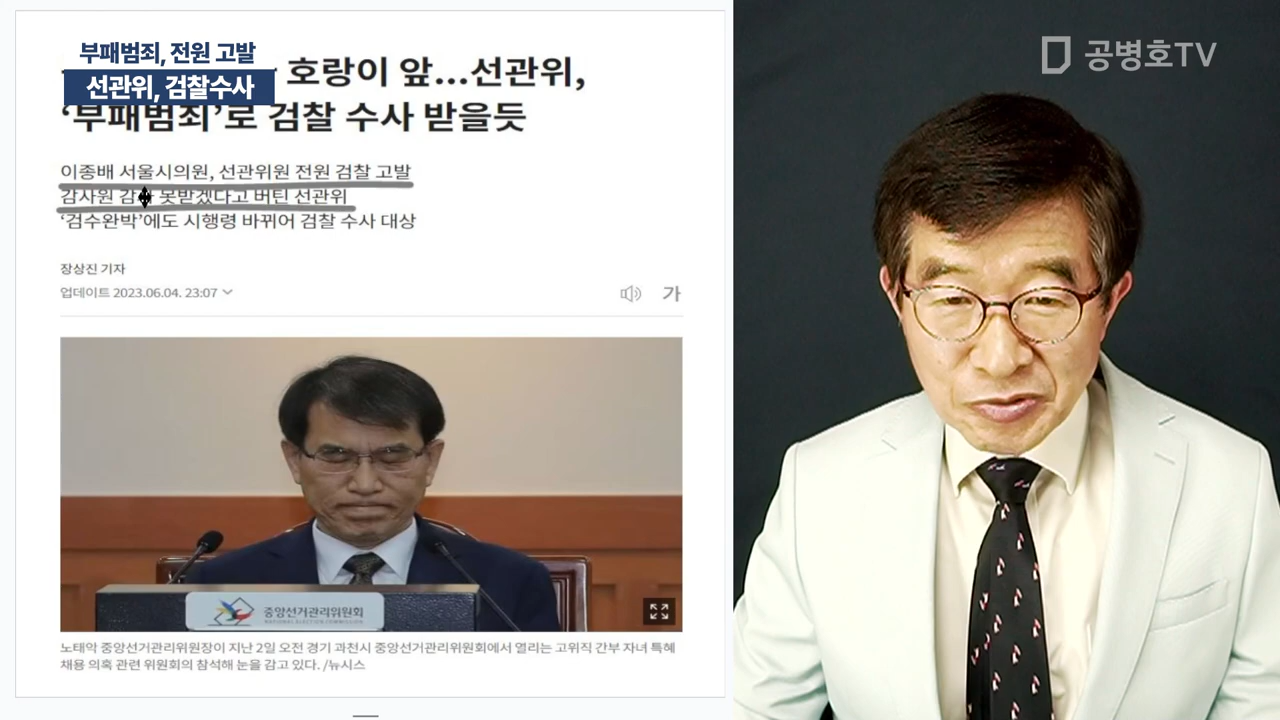 부패범죄, 전원 고발
선관위, 검찰수사
호랑이 앞...선관위,
‘부패범죄’로 검찰 수사 받을듯
이종배 서울시의원, 선관위원 전원 검찰 고발
감사원 감사 못받겠다고 버틴 선관위
‘검수완박’에도 시행령 바뀌어 검찰 수사 대상
장상진 기자
업데이트 2023.06.04. 23:07
가
중앙선거관리위원회
NATIONAL ELECTION COMMISSION
노태악 중앙선거관리위원장이 지난 2일 오전 경기 과천시 중앙선거관리위원회에서 열리는 고위직 간부 자녀 특혜
채용 의혹 관련 위원회의 참석해 눈을 감고 있다. /뉴시스
공병호TV